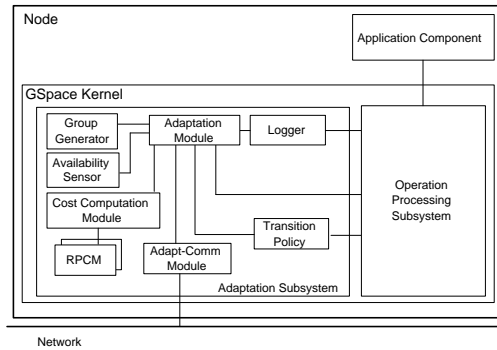 Node
Application Component
GSpace Kernel
Group
Generator
Adaptation
Module
Logger
Availability
Sensor
Operation
Processing
Subsystem
Cost Computation
Module
Transition
Policy
RPCM
Adapt-Comm
Module
Adaptation Subsystem
Network